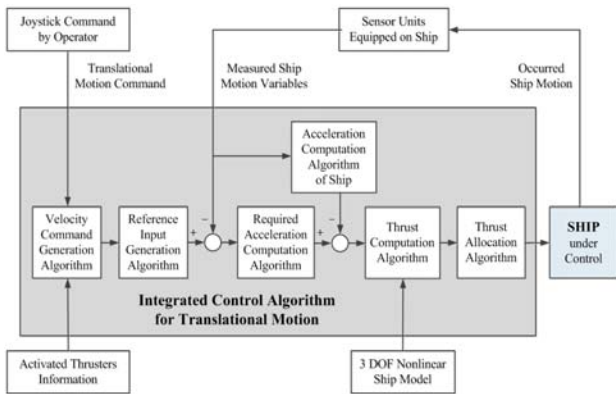 Joystick Command
by Operator
Sensor Units
Equipped on Ship
Translational
Motion Command
Measured Ship
Motion Variables
Occurred
Ship Motion
Acceleration
Computation
Algorithm
of Ship
−
−
+
+
Velocity
Command
Generation
Algorithm
Reference
Input
Generation
Algorithm
Required
Acceleration
Computation
Algorithm
Thrust
Computation
Algorithm
Thrust
Allocation
Algorithm
SHIP
under
Control
Integrated Control Algorithm
for Translational Motion
Activated Thrusters
Information
3 DOF Nonlinear
Ship Model